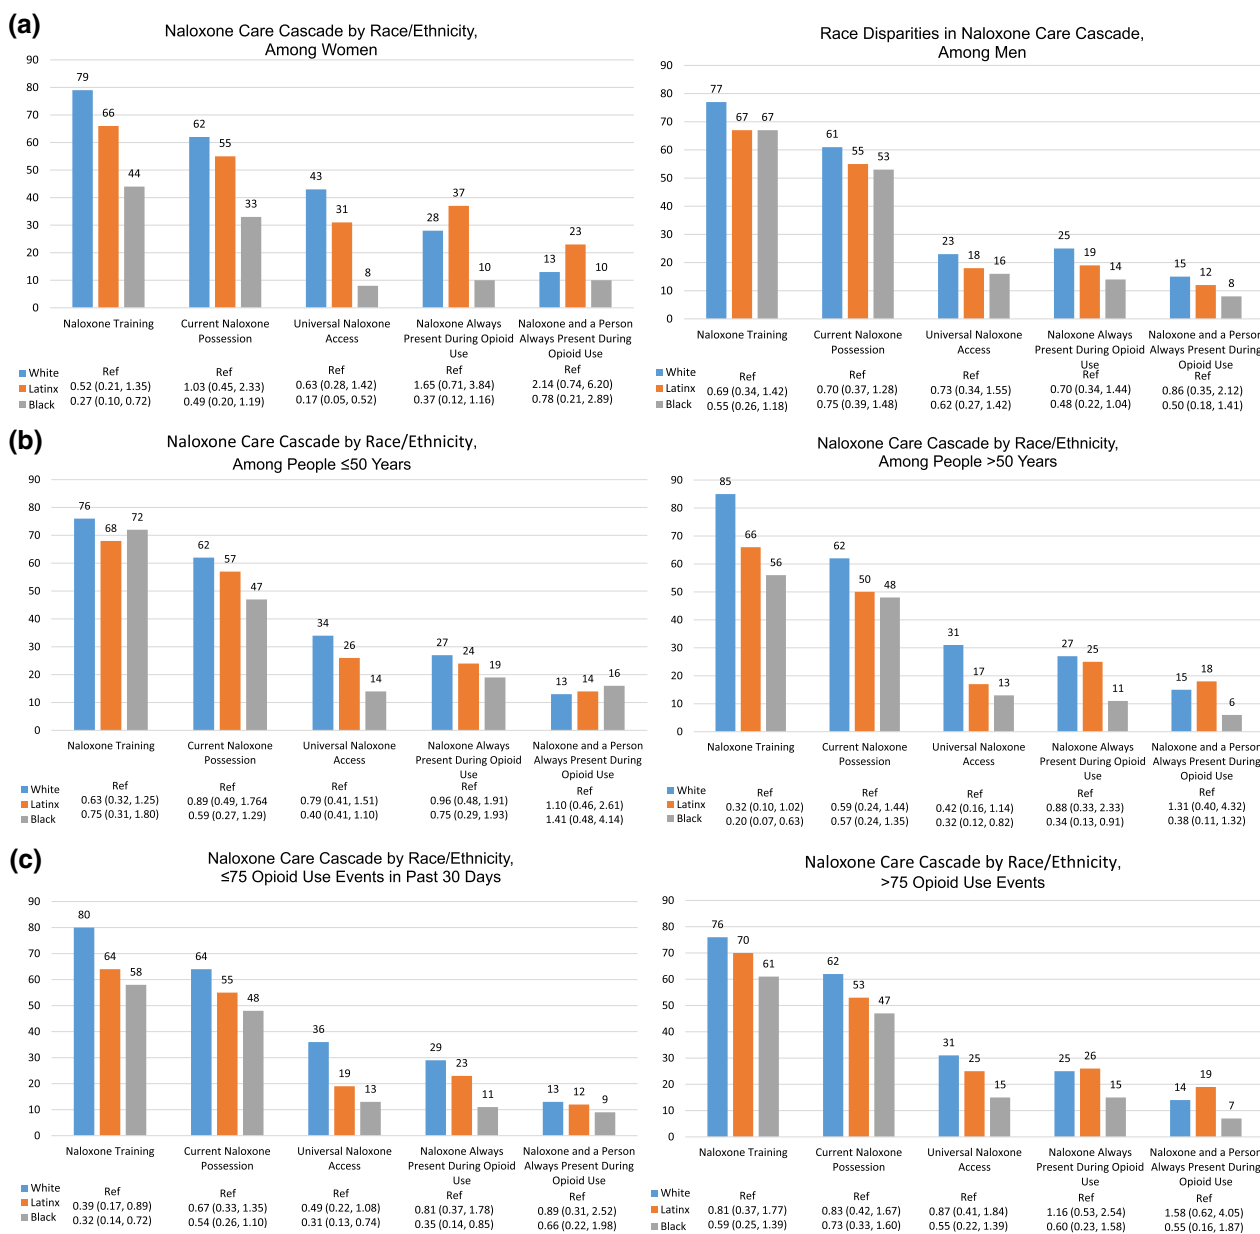 (a)
Naloxone Care Cascade by Race/Ethnicity,
Among Women
90
80
70
60
50
40
30
20
10
0
79
66
44
62
55
33
43
31
8
28
37
10
13
23
10
Naloxone Training
Current Naloxone
Possession
Universal Naloxone
Access
Naloxone Always
Present During Opioid
Use
Naloxone and a Person
Always Present During
Opioid Use
White Ref Ref Ref Ref Ref
Latinx 0.52 (0.21, 1.35) 1.03 (0.45, 2.33) 0.63 (0.28, 1.42) 1.65 (0.71, 3.84) 2.14 (0.74, 6.20)
Black 0.27 (0.10, 0.72) 0.49 (0.20, 1.19) 0.17 (0.05, 0.52) 0.37 (0.12, 1.16) 0.78 (0.21, 2.89)
Race Disparities in Naloxone Care Cascade,
Among Men
90
80
70
60
50
40
30
20
10
0
77
67
67
61
55
53
23
18
16
25
19
14
15
12
8
Naloxone Training
Current Naloxone
Possession
Universal Naloxone
Access
Naloxone Always
Present During Opioid
Use
Naloxone and a Person
Always Present During
Opioid Use
White Ref Ref Ref Ref Ref
Latinx 0.69 (0.34, 1.42) 0.70 (0.37, 1.28) 0.73 (0.34, 1.55) 0.70 (0.34, 1.44) 0.86 (0.35, 2.12)
Black 0.55 (0.26, 1.18) 0.75 (0.39, 1.48) 0.62 (0.27, 1.42) 0.48 (0.22, 1.04) 0.50 (0.18, 1.41)
(b)
Naloxone Care Cascade by Race/Ethnicity,
Among People ≤50 Years
90
80
70
60
50
40
30
20
10
0
76
68
72
62
57
47
34
26
14
27
24
19
13
14
16
Naloxone Training
Current Naloxone
Possession
Universal Naloxone
Access
Naloxone Always
Present During Opioid
Use
Naloxone and a Person
Always Present During
Opioid Use
White Ref Ref Ref Ref Ref
Latinx 0.63 (0.32, 1.25) 0.89 (0.49, 1.764 0.79 (0.41, 1.51) 0.96 (0.48, 1.91) 1.10 (0.46, 2.61)
Black 0.75 (0.31, 1.80) 0.59 (0.27, 1.29) 0.40 (0.41, 1.10) 0.75 (0.29, 1.93) 1.41 (0.48, 4.14)
Naloxone Care Cascade by Race/Ethnicity,
Among People >50 Years
90
80
70
60
50
40
30
20
10
0
85
66
56
62
50
48
31
17
13
27
25
11
15
18
6
Naloxone Training
Current Naloxone
Possession
Universal Naloxone
Access
Naloxone Always
Present During Opioid
Use
Naloxone and a Person
Always Present During
Opioid Use
White Ref Ref Ref Ref Ref
Latinx 0.32 (0.10, 1.02) 0.59 (0.24, 1.44) 0.42 (0.16, 1.14) 0.88 (0.33, 2.33) 1.31 (0.40, 4.32)
Black 0.20 (0.07, 0.63) 0.57 (0.24, 1.35) 0.32 (0.12, 0.82) 0.34 (0.13, 0.91) 0.38 (0.11, 1.32)
(c)
Naloxone Care Cascade by Race/Ethnicity,
≤75 Opioid Use Events in Past 30 Days
90
80
70
60
50
40
30
20
10
0
80
64
58
64
55
48
36
19
13
29
23
11
13
12
9
Naloxone Training
Current Naloxone
Possession
Universal Naloxone
Access
Naloxone Always
Present During Opioid
Use
Naloxone and a Person
Always Present During
Opioid Use
White Ref Ref Ref Ref Ref
Latinx 0.39 (0.17, 0.89) 0.67 (0.33, 1.35) 0.49 (0.22, 1.08) 0.81 (0.37, 1.78) 0.89 (0.31, 2.52)
Black 0.32 (0.14, 0.72) 0.54 (0.26, 1.10) 0.31 (0.13, 0.74) 0.35 (0.14, 0.85) 0.66 (0.22, 1.98)
Naloxone Care Cascade by Race/Ethnicity,
>75 Opioid Use Events
90
80
70
60
50
40
30
20
10
0
76
70
61
62
53
47
31
25
15
25
26
15
14
19
7
Naloxone Training
Current Naloxone
Possession
Universal Naloxone
Access
Naloxone Always
Present During Opioid
Use
Naloxone and a Person
Always Present During
Opioid Use
White Ref Ref Ref Ref Ref
Latinx 0.81 (0.37, 1.77) 0.83 (0.42, 1.67) 0.87 (0.41, 1.84) 1.16 (0.53, 2.54) 1.58 (0.62, 4.05)
Black 0.59 (0.25, 1.39) 0.73 (0.33, 1.60) 0.55 (0.22, 1.39) 0.60 (0.23, 1.58) 0.55 (0.16, 1.87)